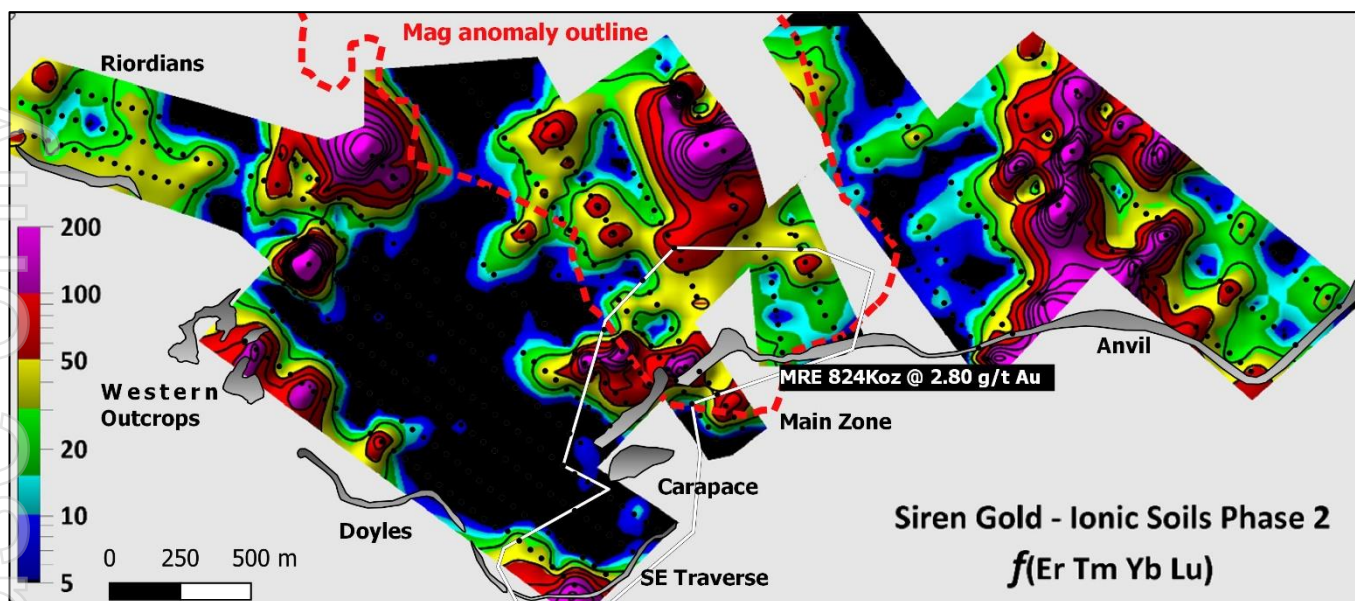 Mag anomaly outline
Riordians
200
100
50
20
10
5
Western
Outcrops
Anvil
MRE 824Koz @ 2.80 g/t Au
Main Zone
Carapace
Doyles
SE Traverse
0 250 500 m
Siren Gold - Ionic Soils Phase 2
f(Er Tm Yb Lu)